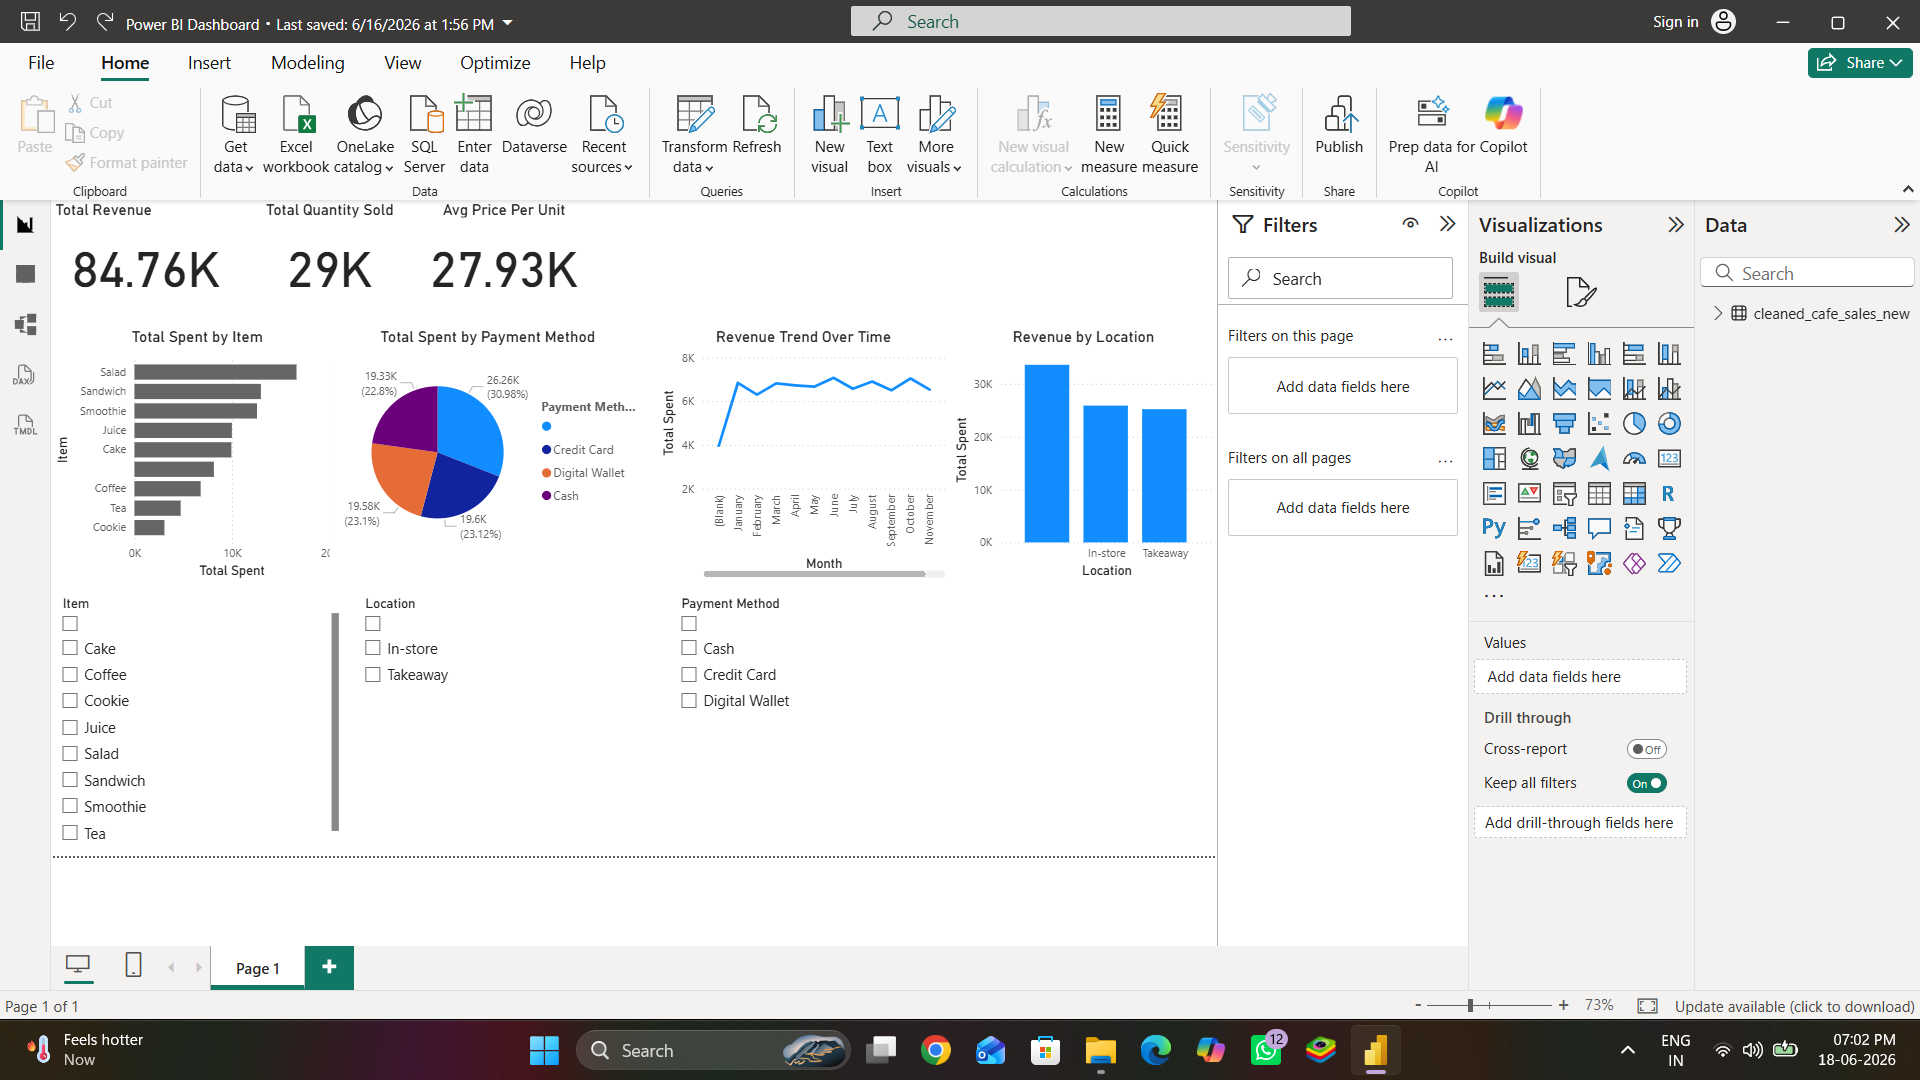 Power BI Dashboard • Last saved: 6/16/2026 at 1:56 PM
Search
Sign in
File
Home
Insert
Modeling
View
Optimize
Help
Share
Paste
Cut
Copy
Format painter
Clipboard
Get data
Excel workbook
OneLake catalog
SQL Server
Enter data
Dataverse
Recent sources
Data
Transform data
Refresh
Queries
New visual
Text box
More visuals
Insert
New visual calculation
New measure
Quick measure
Calculations
Sensitivity
Sensitivity
Publish
Share
Prep data for AI
Copilot
Copilot
Total Revenue
84.76K
Total Quantity Sold
29K
Avg Price Per Unit
27.93K
Total Spent by Item
Item
Salad
Sandwich
Smoothie
Juice
Cake
Coffee
Tea
Cookie
0K
10K
Total Spent
Total Spent by Payment Method
19.33K
(22.8%)
26.26K
(30.98%)
19.58K
(23.1%)
19.6K
(23.12%)
Payment Meth...
Credit Card
Digital Wallet
Cash
Revenue Trend Over Time
Total Spent
8K
6K
4K
2K
(Blank)
January
February
March
April
May
June
July
August
September
October
November
Month
Revenue by Location
Total Spent
30K
20K
10K
0K
In-store
Takeaway
Location
Item
Cake
Coffee
Cookie
Juice
Salad
Sandwich
Smoothie
Tea
Location
In-store
Takeaway
Payment Method
Cash
Credit Card
Digital Wallet
Filters
Search
Filters on this page
...
Add data fields here
Filters on all pages
...
Add data fields here
Visualizations
Build visual
123
R
Py
123
...
Values
Add data fields here
Drill through
Cross-report
Off
Keep all filters
On
Add drill-through fields here
Data
Search
cleaned_cafe_sales_new
DAX
TMDL
Page 1
+
Page 1 of 1
-
+
73%
Update available (click to download)
Feels hotter
Now
Search
12
ENG
IN
07:02 PM
18-06-2026